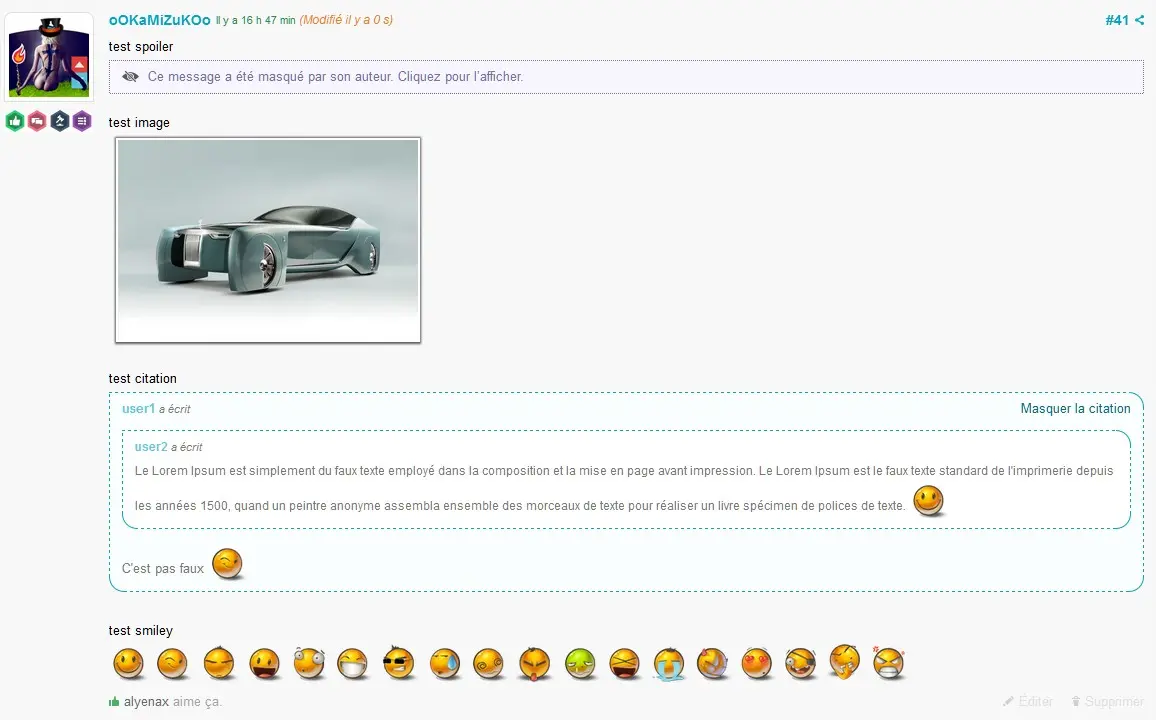 oOKaMiZuKOo Il y a 16 h 47 min (Modifié il y a 0 s) #41
test spoiler
Ce message a été masqué par son auteur. Cliquez pour l'afficher.
test image
test citation
user1 a écrit Masquer la citation
user2 a écrit
Le Lorem Ipsum est simplement du faux texte employé dans la composition et la mise en page avant impression. Le Lorem Ipsum est le faux texte standard de l'imprimerie depuis
les années 1500, quand un peintre anonyme assembla ensemble des morceaux de texte pour réaliser un livre spécimen de polices de texte.
C'est pas faux
test smiley
alyenax aime ça. Éditer Supprimer